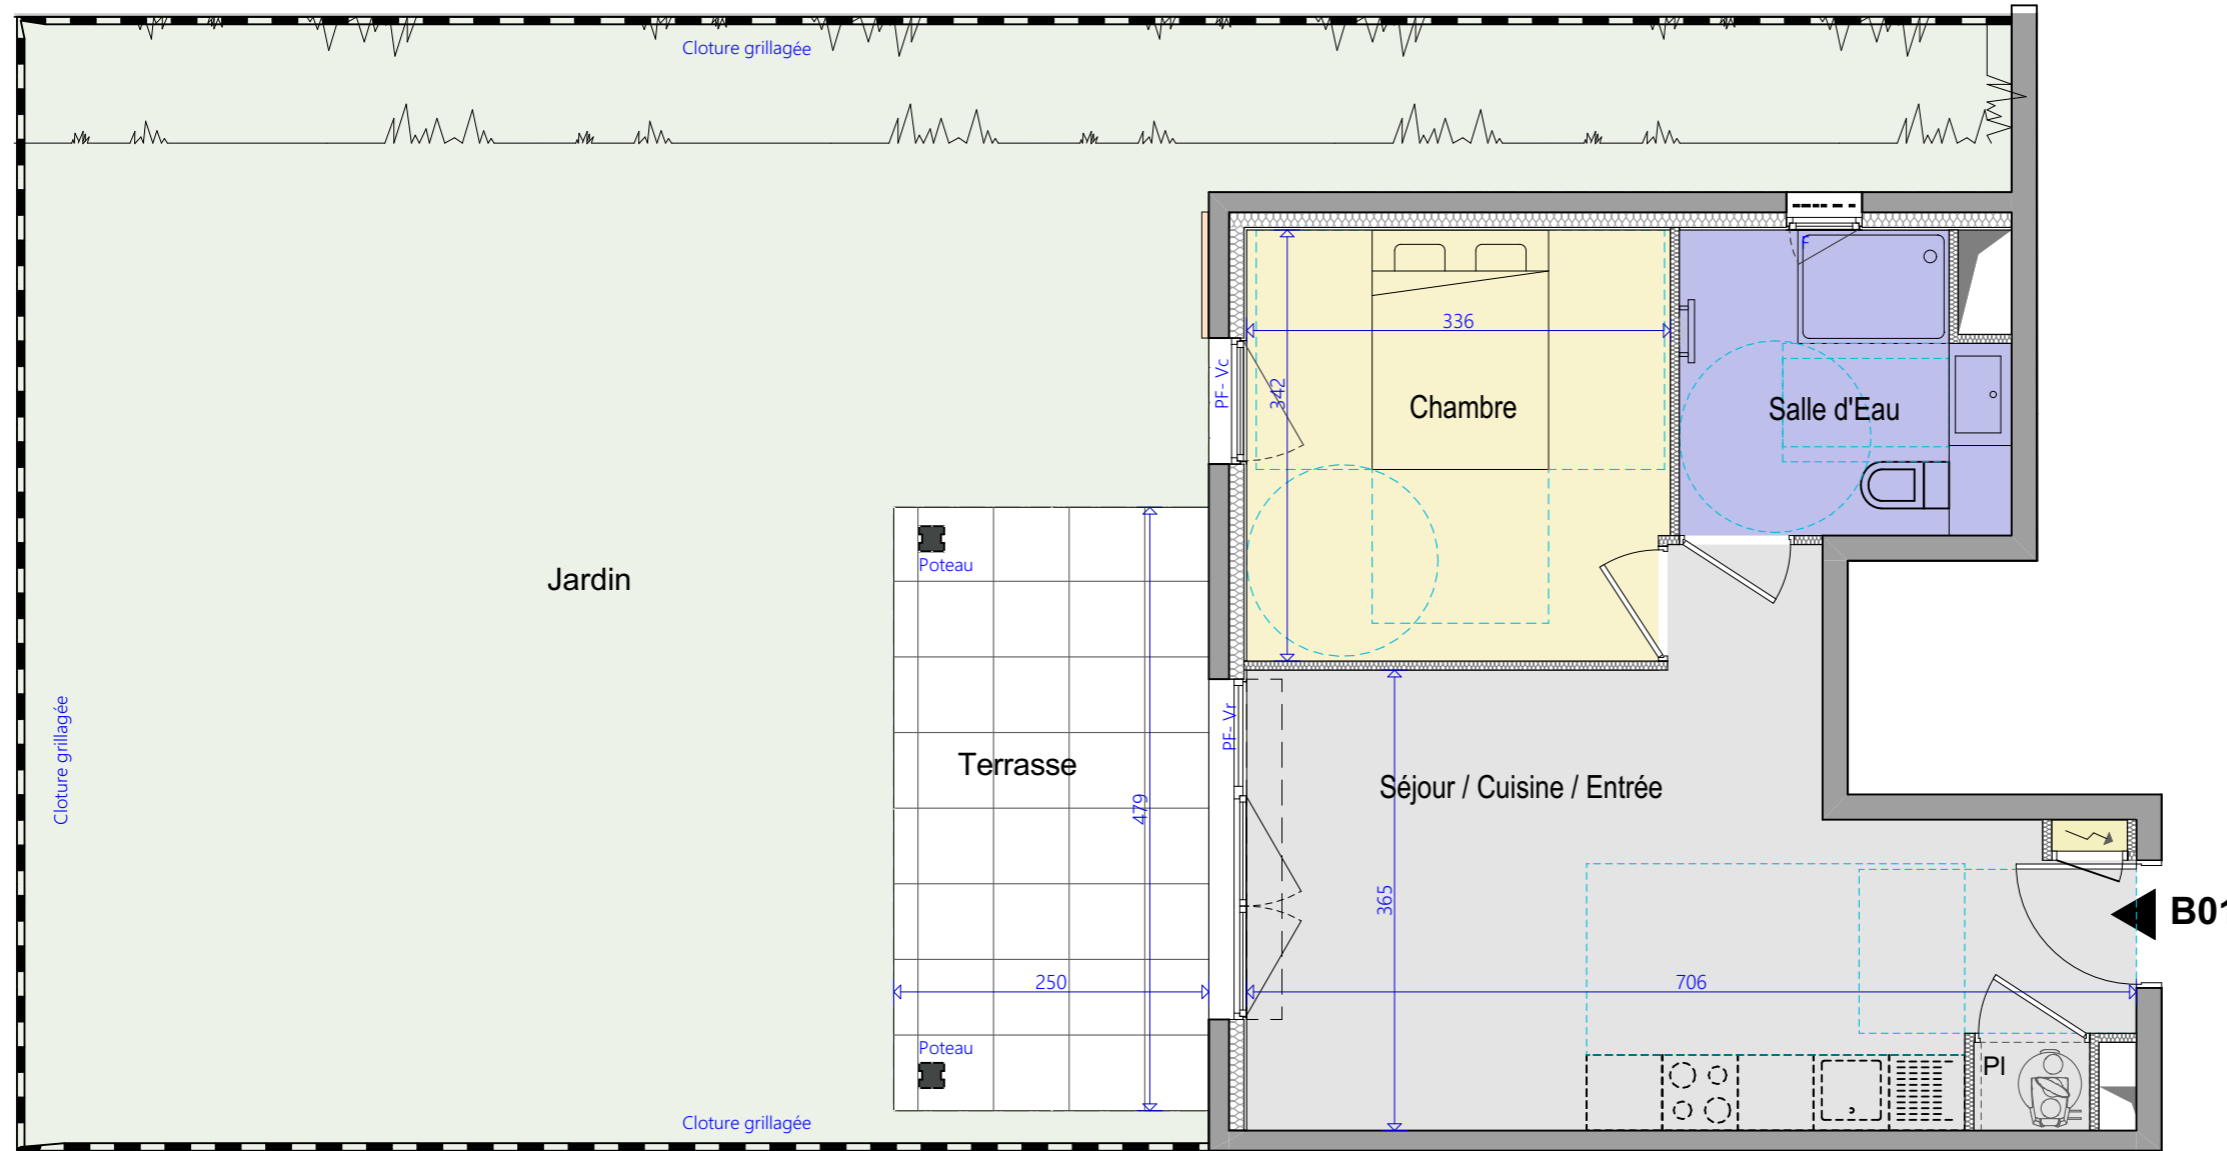 Cloture grillagée
F
336
PF- Vc
342
Chambre
Salle d'Eau
Poteau
Jardin
Cloture grillagée
Terrasse
PF- Vr
Séjour / Cuisine / Entrée
479
365
B01
250
706
Poteau
Pl
Cloture grillagée